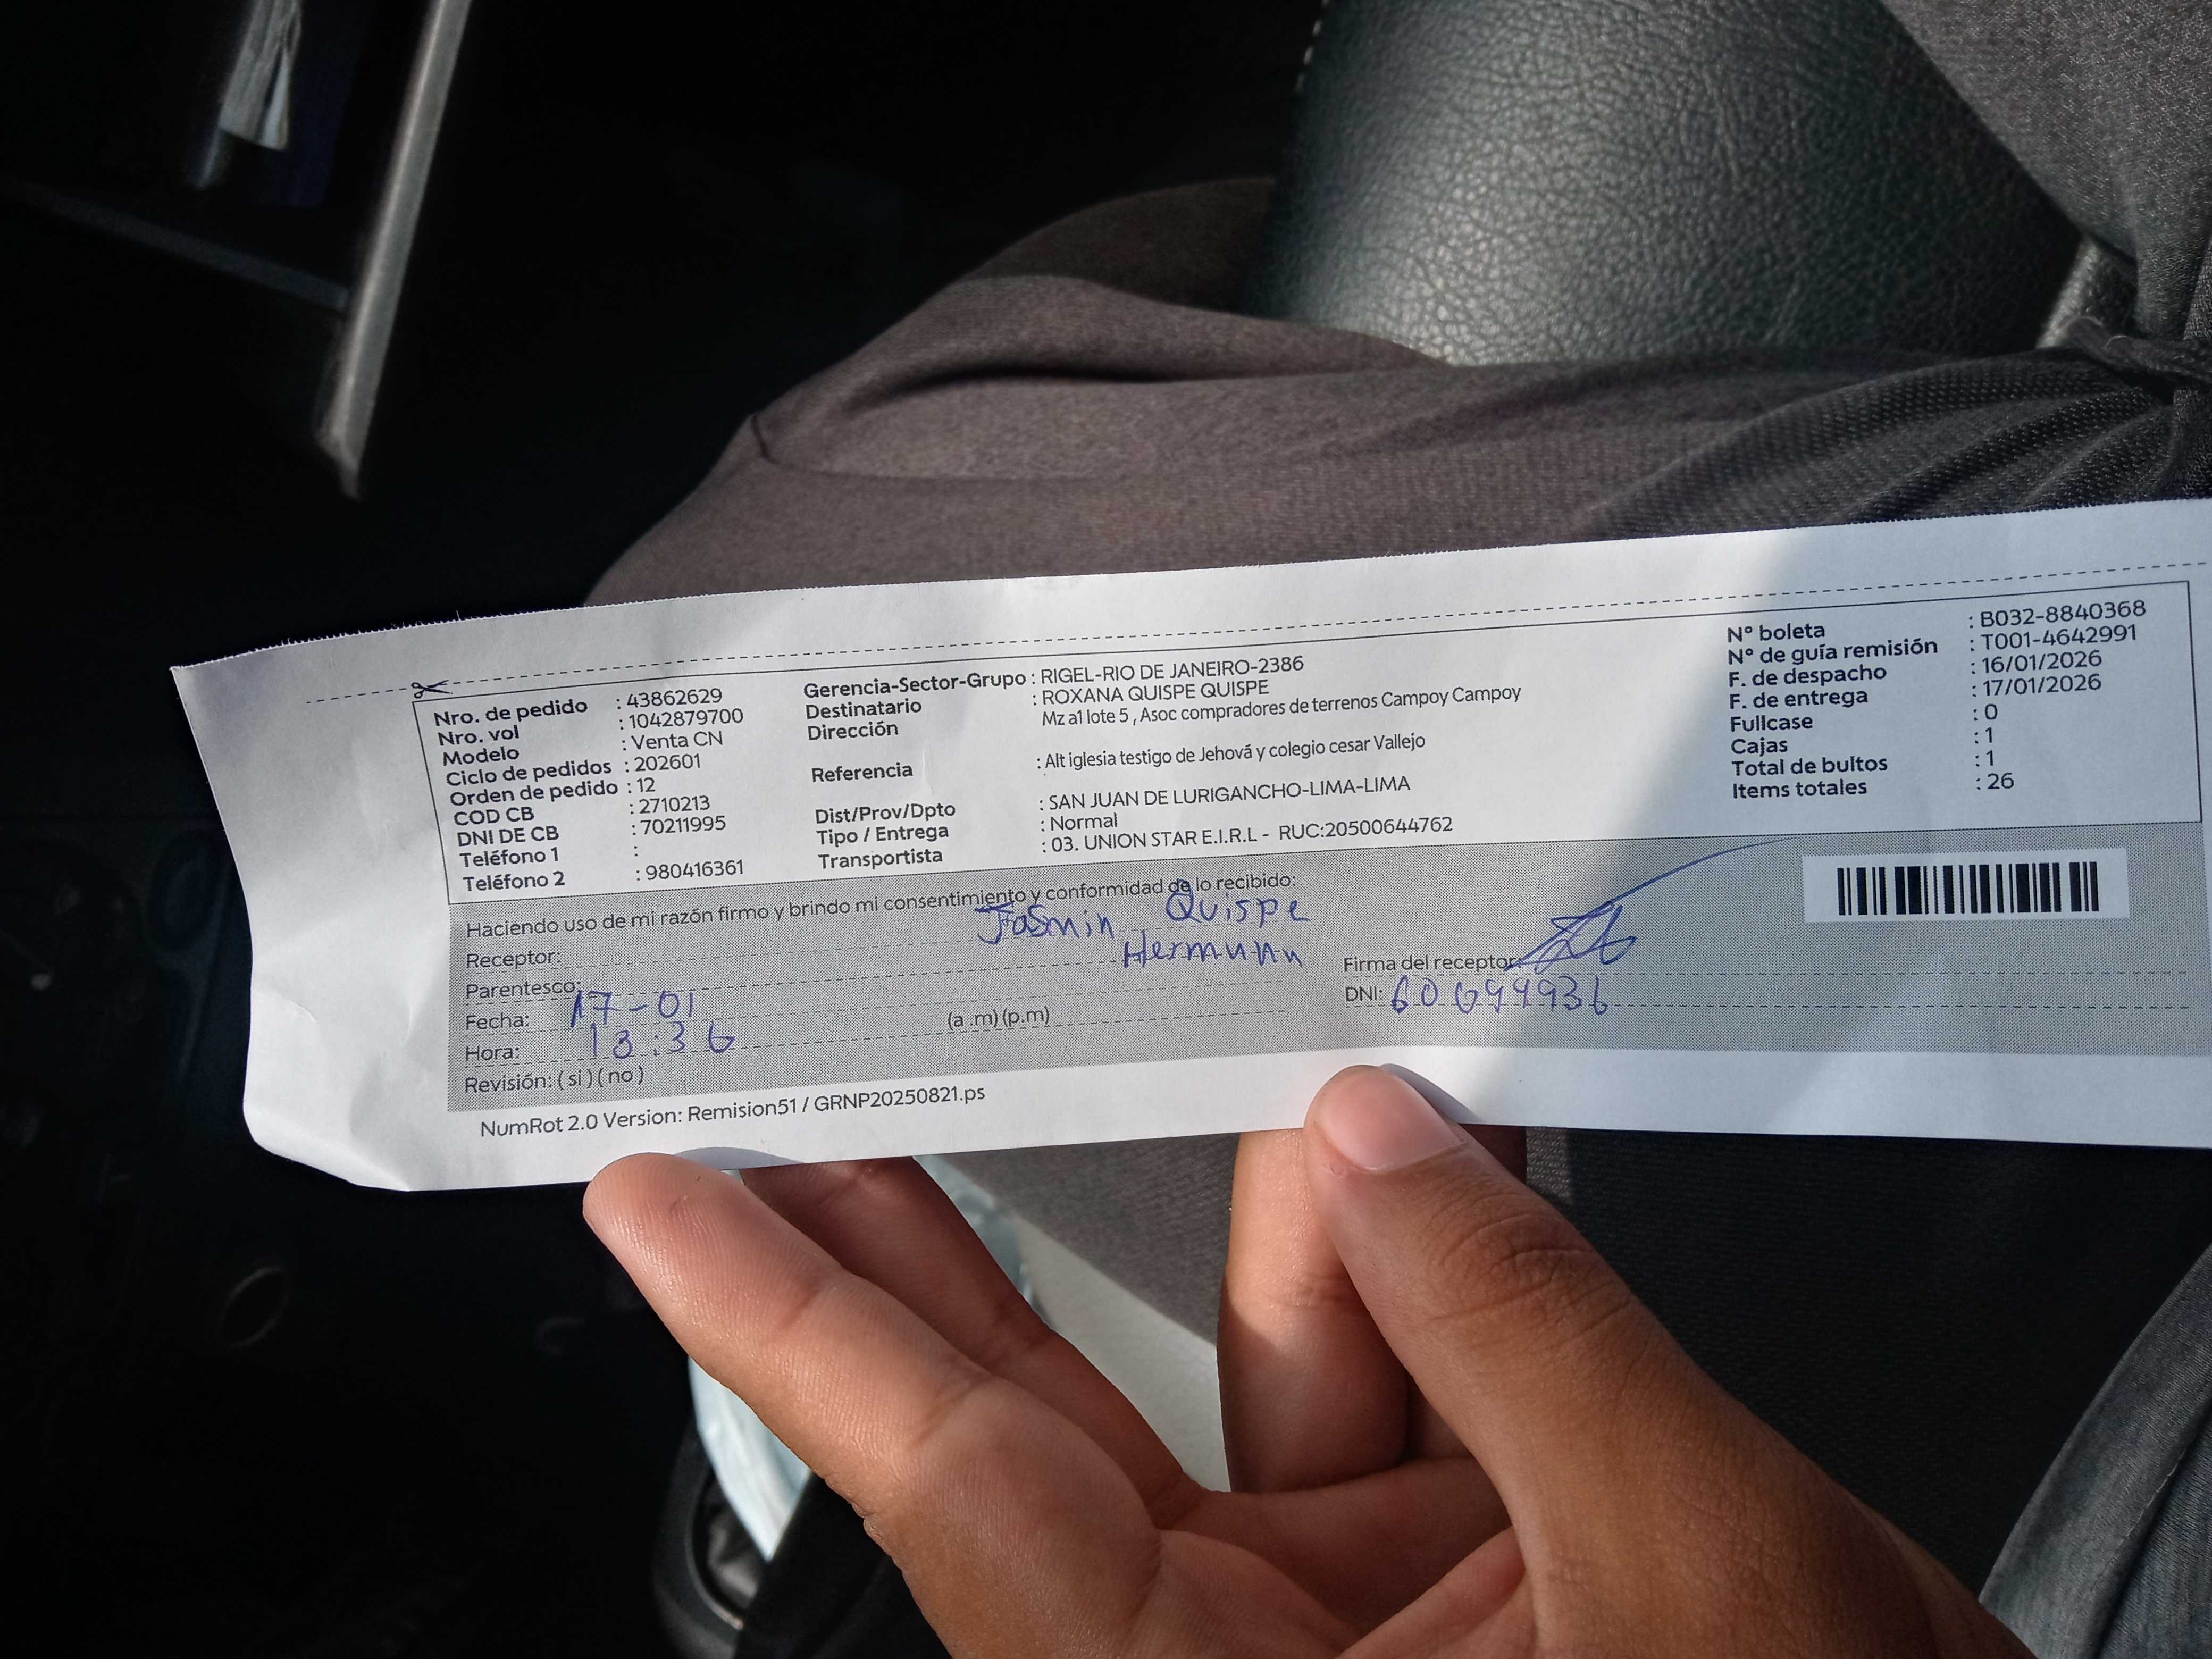 Nro. de pedido : 43862629
Nro. vol : 1042879700
Modelo : Venta CN
Ciclo de pedidos : 202601
Orden de pedido : 12
COD CB : 2710213
DNI DE CB : 70211995
Teléfono 1 :
Teléfono 2 : 980416361
Gerencia-Sector-Grupo : RIGEL-RIO DE JANEIRO-2386
Destinatario : ROXANA QUISPE QUISPE
Dirección Mz a1 lote 5 , Asoc compradores de terrenos Campoy Campoy
Referencia : Alt iglesia testigo de Jehová y colegio cesar Vallejo
Dist/Prov/Dpto : SAN JUAN DE LURIGANCHO-LIMA-LIMA
Tipo / Entrega : Normal
Transportista : 03. UNION STAR E.I.R.L - RUC:20500644762
N° boleta : B032-8840368
N° de guía remisión : T001-4642991
F. de despacho : 16/01/2026
F. de entrega : 17/01/2026
Fullcase : 0
Cajas : 1
Total de bultos : 1
Items totales : 26
Haciendo uso de mi razón firmo y brindo mi consentimiento y conformidad de lo recibido:
Receptor: Jasmin Quispe
Parentesco: Hermunn
Fecha: 17-01
Hora: 13:36 (a .m) (p.m)
Revisión: ( si ) ( no )
Firma del receptor:
DNI:
NumRot 2.0 Version: Remision51 / GRNP20250821.ps